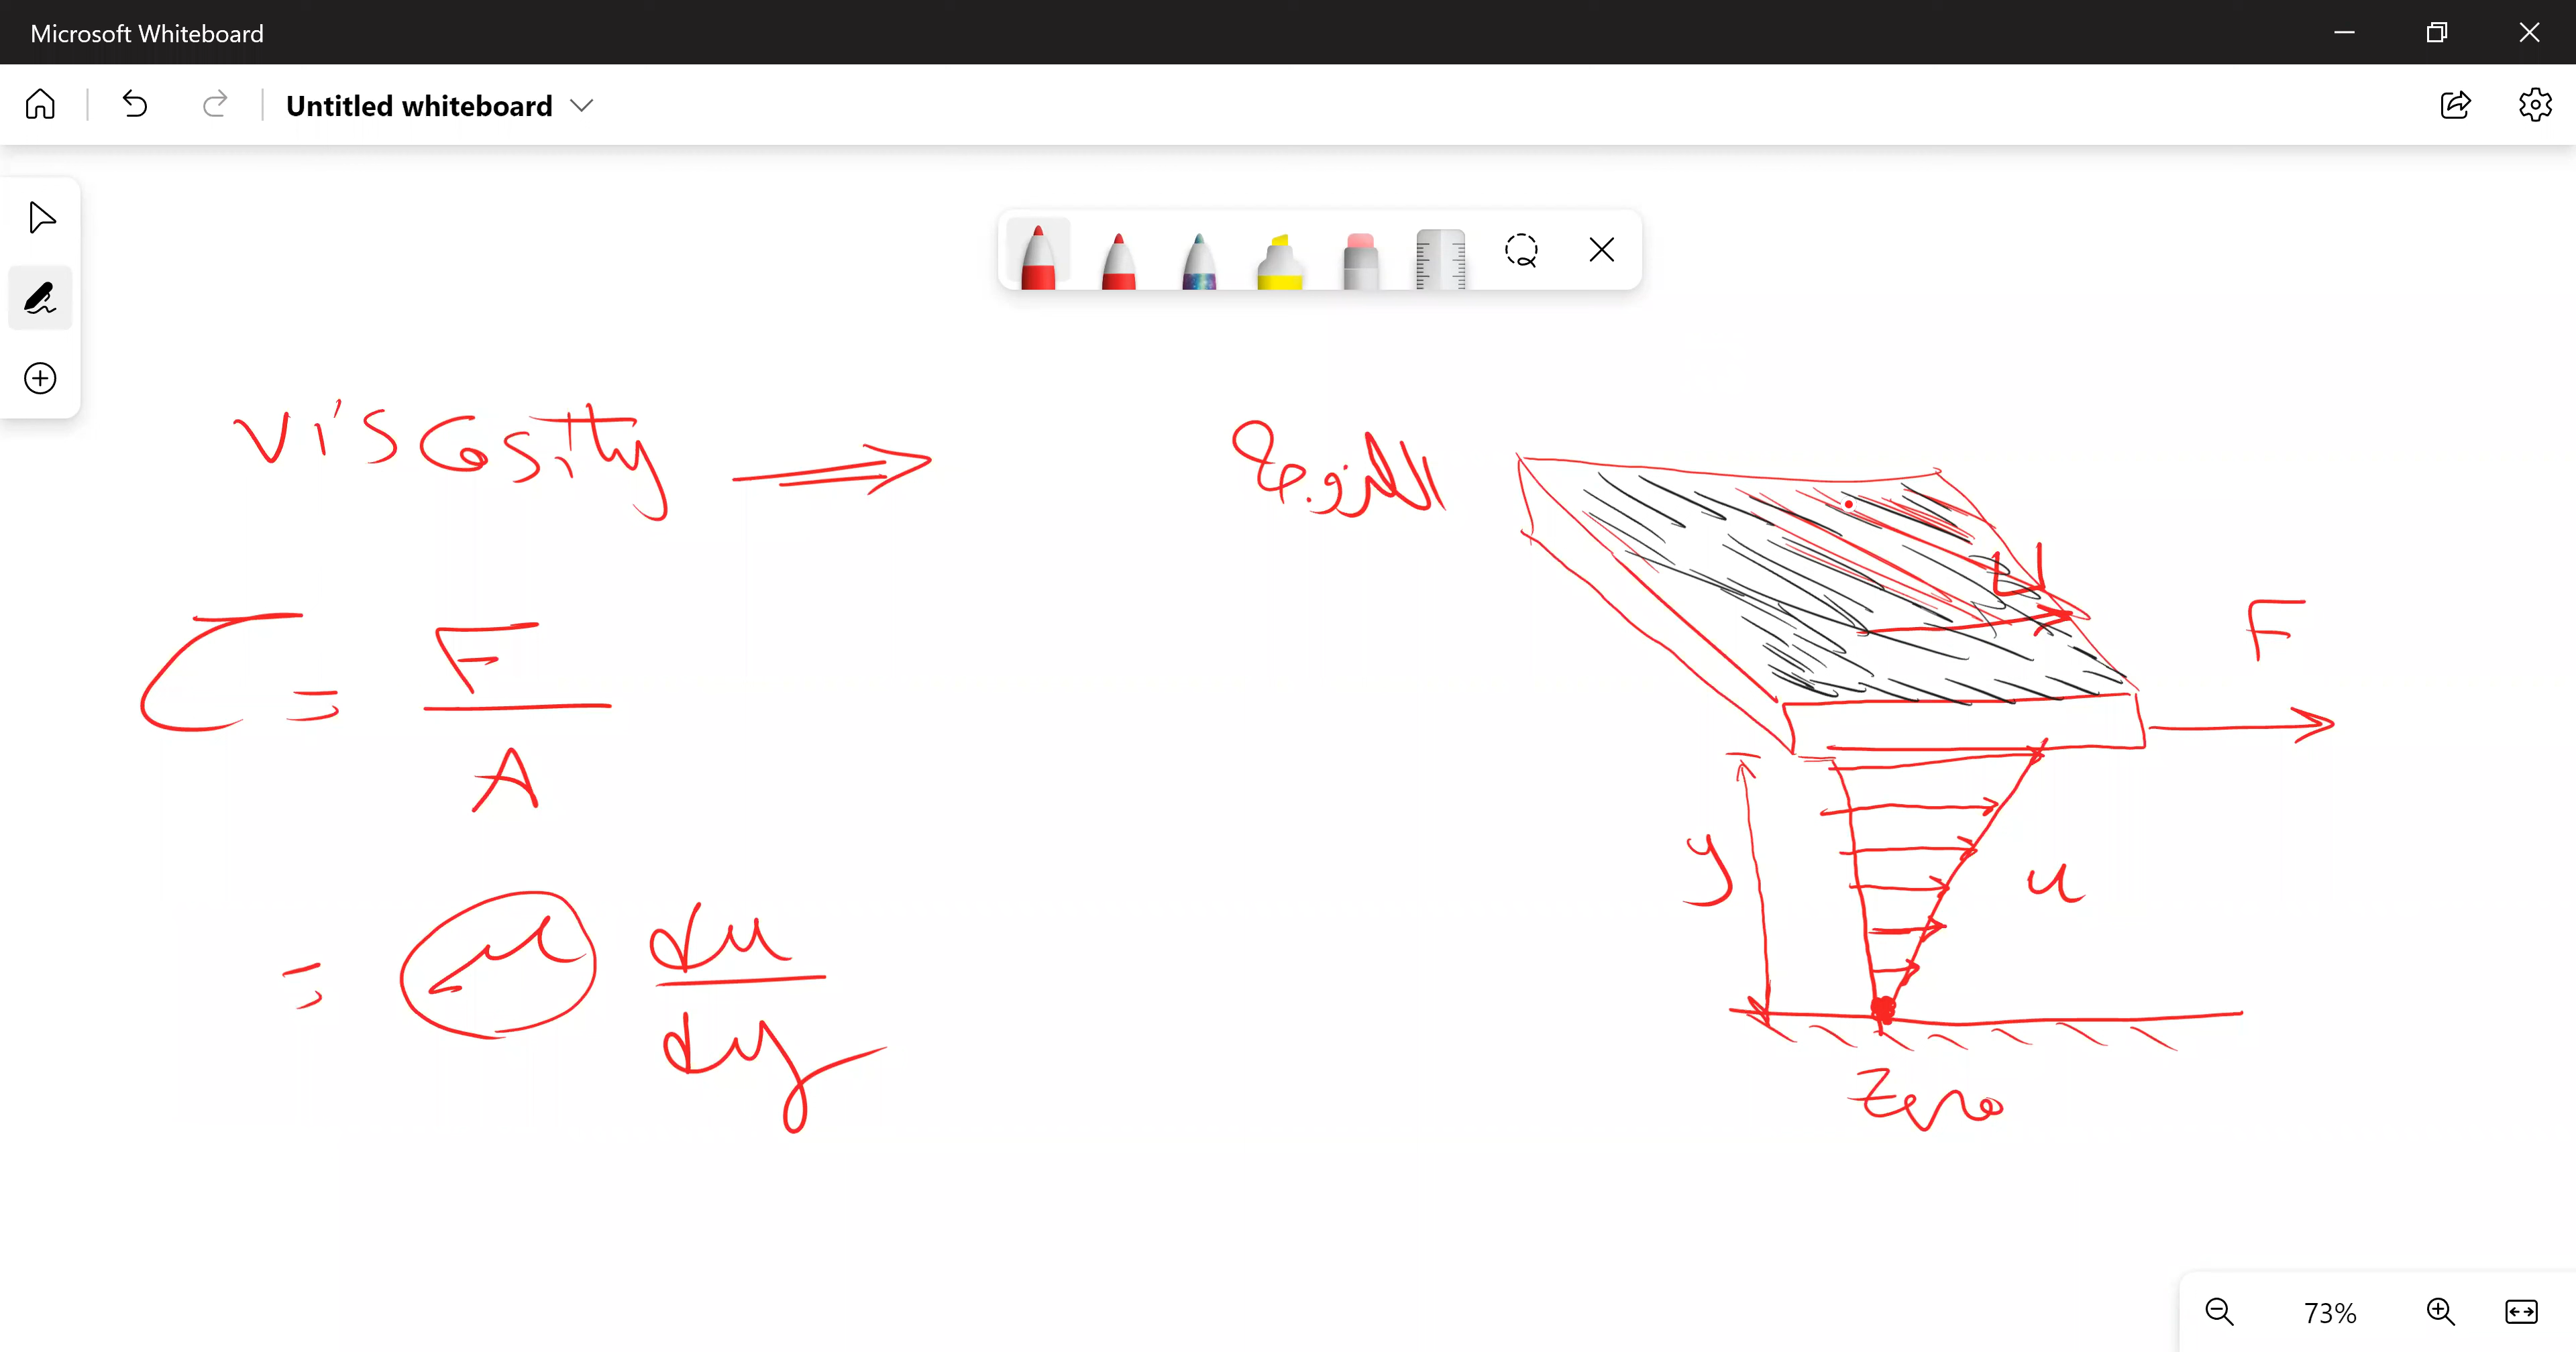 Microsoft Whiteboard
Untitled whiteboard
Viscosity ⟹ اللزوجة
τ = F / A
= μ du / dy
U
F
y
u
Zero
73%